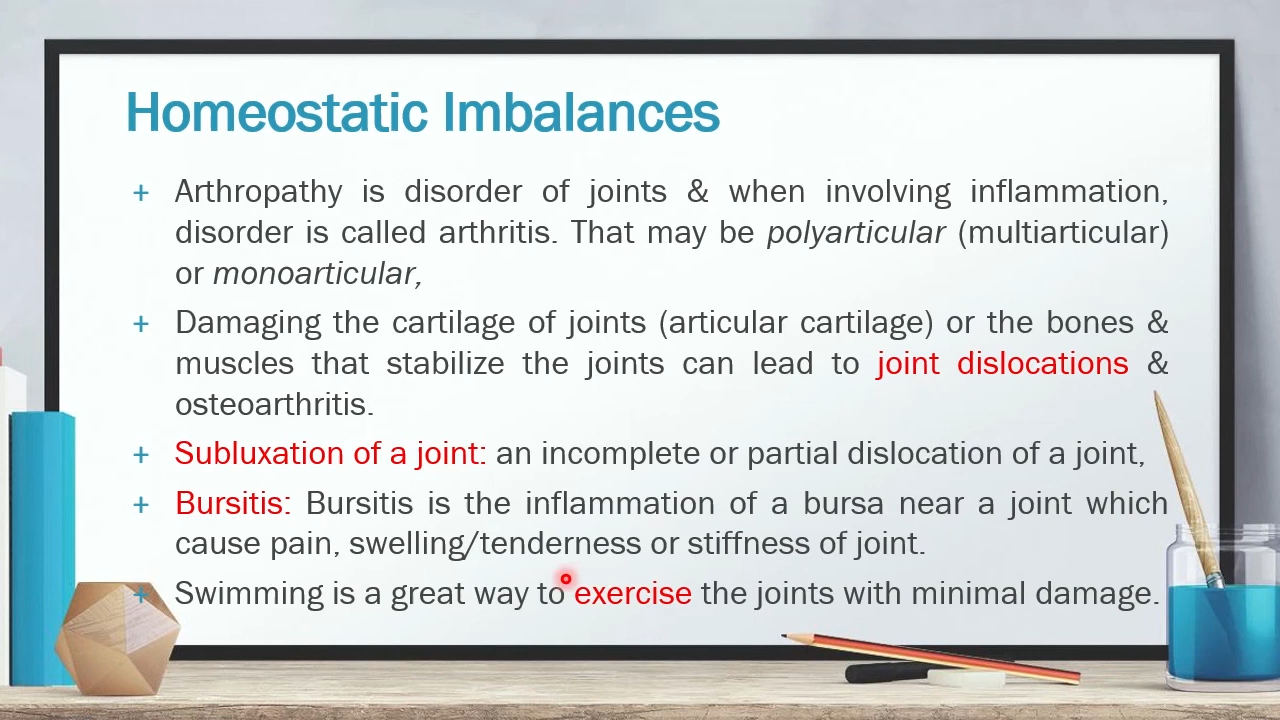 Homeostatic Imbalances
+ Arthropathy is disorder of joints & when involving inflammation,
disorder is called arthritis. That may be polyarticular (multiarticular)
or monoarticular,
+ Damaging the cartilage of joints (articular cartilage) or the bones &
muscles that stabilize the joints can lead to joint dislocations &
osteoarthritis.
+ Subluxation of a joint: an incomplete or partial dislocation of a joint,
+ Bursitis: Bursitis is the inflammation of a bursa near a joint which
cause pain, swelling/tenderness or stiffness of joint.
+ Swimming is a great way to exercise the joints with minimal damage.